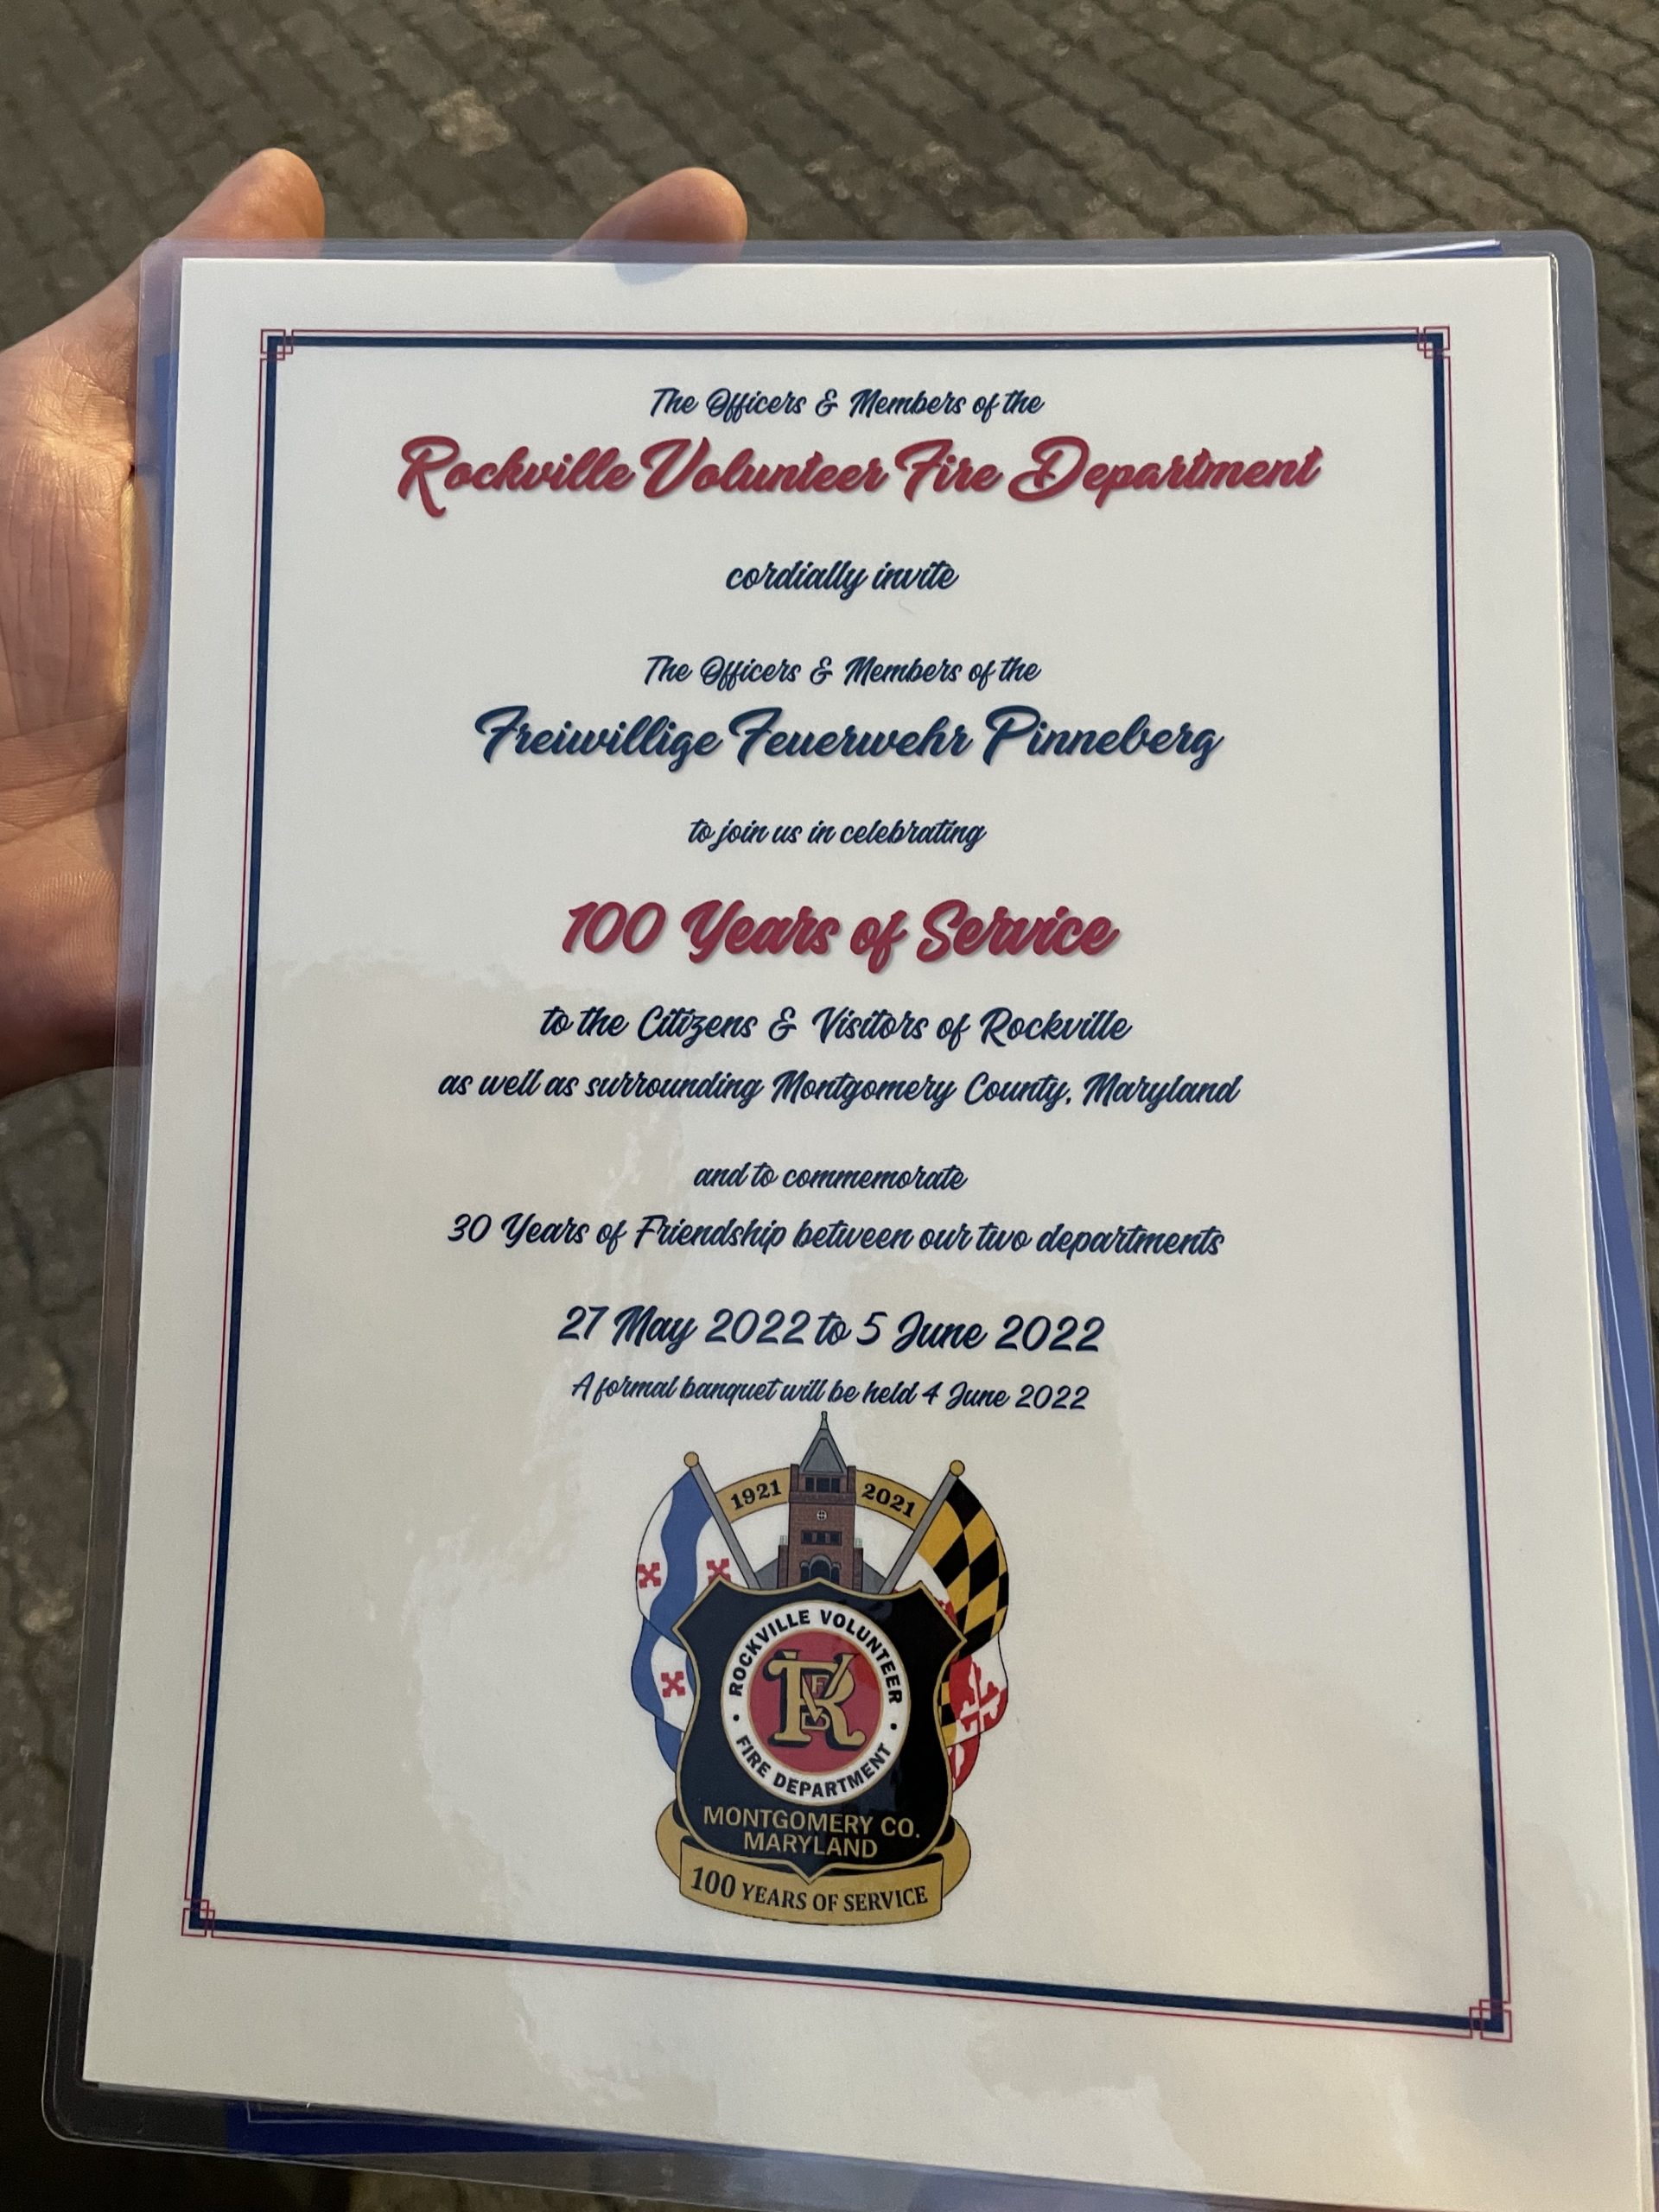 The Officers & Members of the
Rockville Volunteer Fire Department
cordially invite
The Officers & Members of the
Freiwillige Feuerwehr Pinneberg
to join us in celebrating
100 Years of Service
to the Citizens & Visitors of Rockville
as well as surrounding Montgomery County, Maryland
and to commemorate
30 Years of Friendship between our two departments
27 May 2022 to 5 June 2022
A formal banquet will be held 4 June 2022
1921 2021
ROCKVILLE VOLUNTEER
RVFD
• FIRE DEPARTMENT •
MONTGOMERY CO.
MARYLAND
100 YEARS OF SERVICE